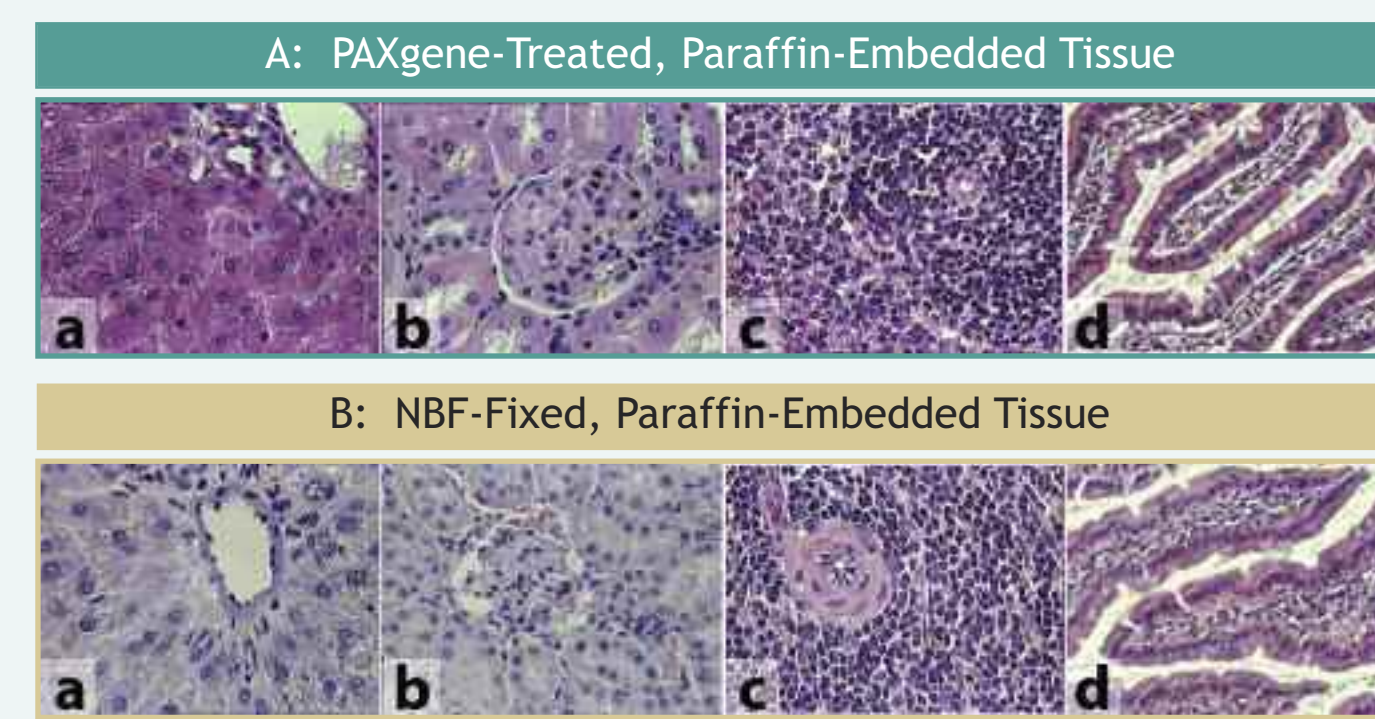 A: PAXgene-Treated, Paraffin-Embedded Tissue
a b c d
B: NBF-Fixed, Paraffin-Embedded Tissue
a b c d